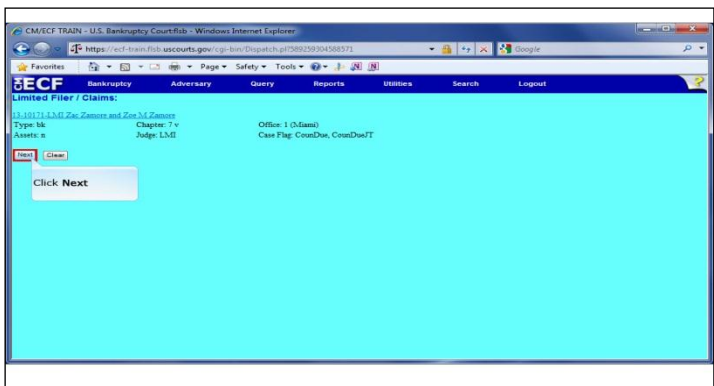 CM/ECF TRAIN - U.S. Bankruptcy Court:flsb - Windows Internet Explorer
https://ecf-train.flsb.uscourts.gov/cgi-bin/Dispatch.pl?589259304588571
Google
Favorites Page Safety Tools
ECF Bankruptcy Adversary Query Reports Utilities Search Logout ?
Limited Filer / Claims:
13-10171-LMI Zac Zamore and Zoe M Zamore
Type: bk Chapter: 7 v Office: 1 (Miami)
Assets: n Judge: LMI Case Flag: CounDue, CounDueJT
Next Clear
Click Next